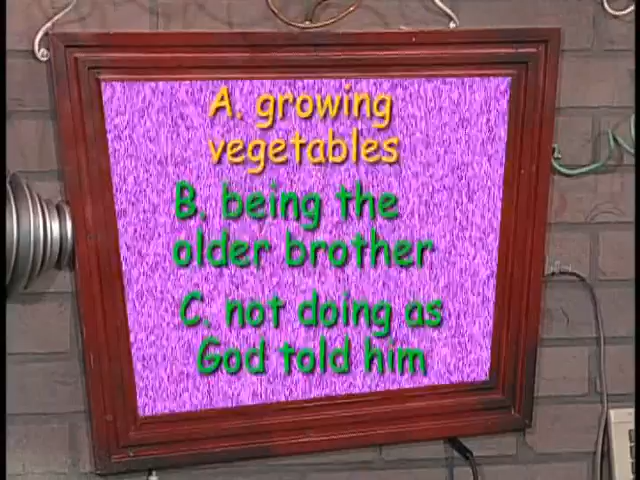 A. growing
vegetables
B. being the
older brother
C. not doing as
God told him